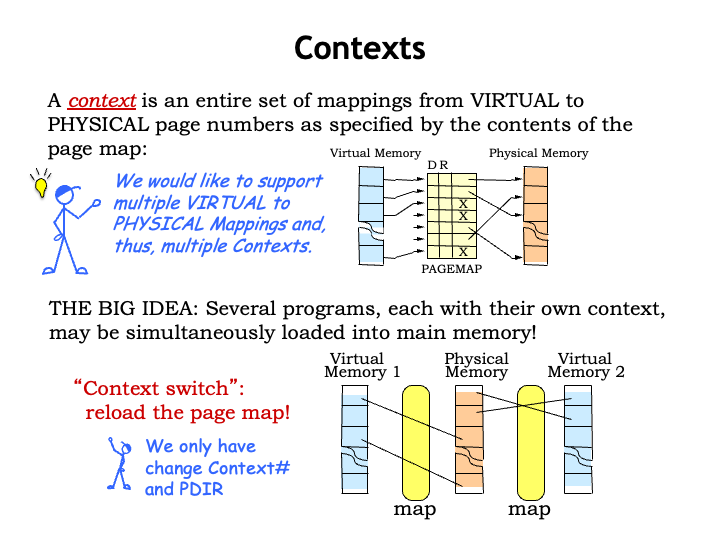 Contexts
A context is an entire set of mappings from VIRTUAL to
PHYSICAL page numbers as specified by the contents of the
page map:
Virtual Memory
D R
Physical Memory
We would like to support
multiple VIRTUAL to
PHYSICAL Mappings and,
thus, multiple Contexts.
X
X
X
PAGEMAP
THE BIG IDEA: Several programs, each with their own context,
may be simultaneously loaded into main memory!
“Context switch”:
reload the page map!
We only have
change Context#
and PDIR
Virtual
Memory 1
Physical
Memory
Virtual
Memory 2
map
map